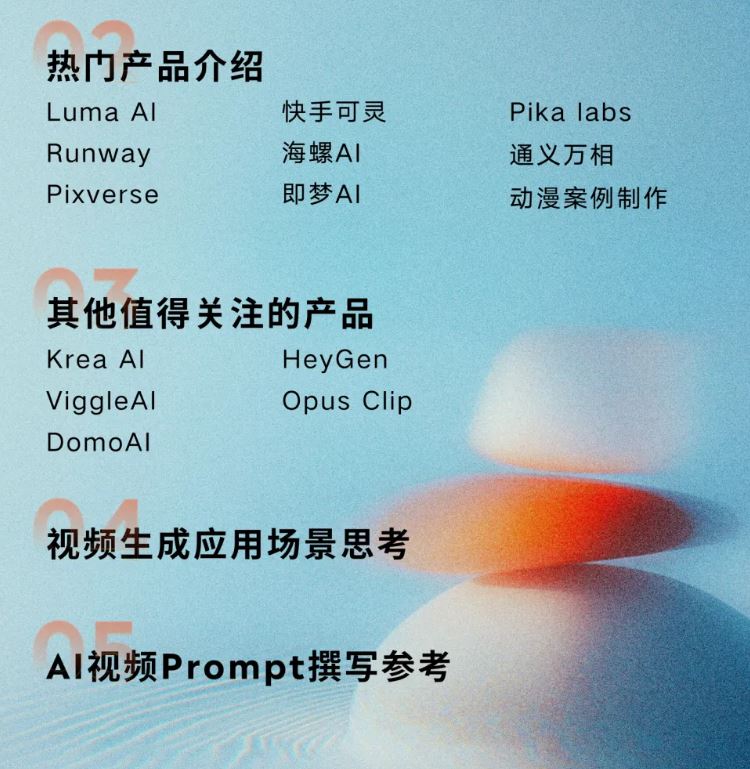 02
热门产品介绍
Luma AI 快手可灵 Pika labs
Runway 海螺AI 通义万相
Pixverse 即梦AI 动漫案例制作
03
其他值得关注的产品
Krea AI HeyGen
ViggleAI Opus Clip
DomoAI
04
视频生成应用场景思考
05
AI视频Prompt撰写参考